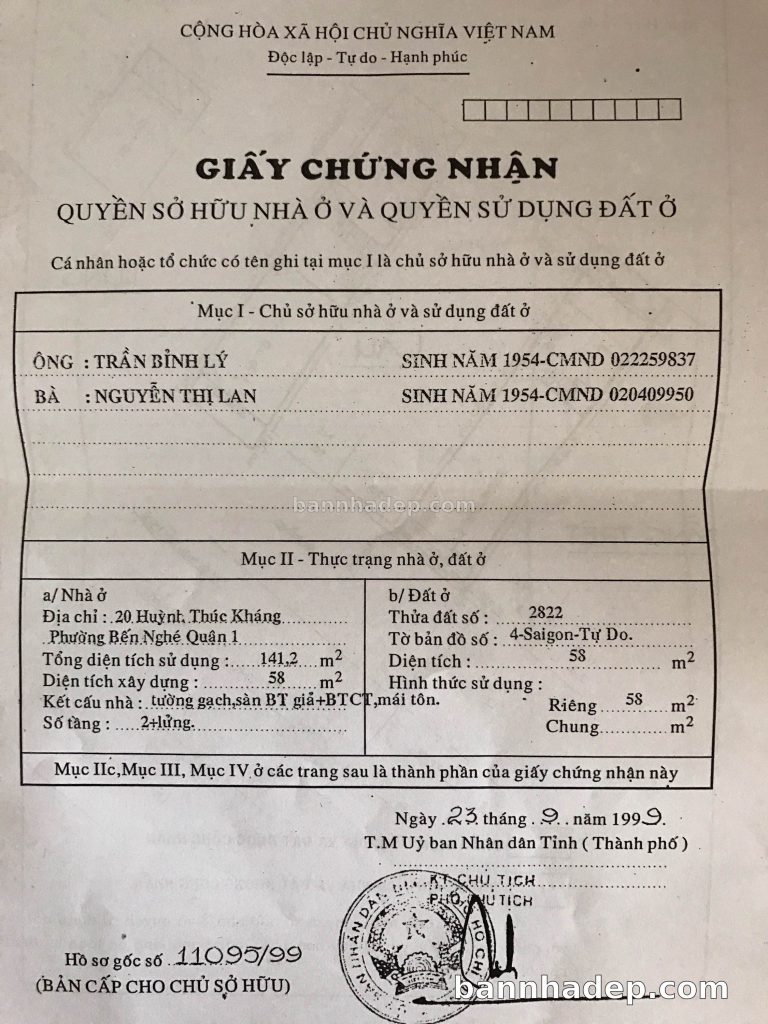 CỘNG HÒA XÃ HỘI CHỦ NGHĨA VIỆT NAM
Độc lập - Tự do - Hạnh phúc
GIẤY CHỨNG NHẬN
QUYỀN SỞ HỮU NHÀ Ở VÀ QUYỀN SỬ DỤNG ĐẤT Ở
Cá nhân hoặc tổ chức có tên ghi tại mục I là chủ sở hữu nhà ở và sử dụng đất ở
Mục I - Chủ sở hữu nhà ở và sử dụng đất ở
ÔNG : TRẦN BỈNH LÝ SINH NĂM 1954-CMND 022259837
BÀ : NGUYỄN THỊ LAN SINH NĂM 1954-CMND 020409950
bannhadep.com
Mục II - Thực trạng nhà ở, đất ở
a/ Nhà ở
Địa chỉ : 20 Huỳnh Thúc Kháng
Phường Bến Nghé Quận 1
Tổng diện tích sử dụng : 141,2 m²
Diện tích xây dựng : 58 m²
Kết cấu nhà : tường gạch,sàn BT giả+BTCT,mái tôn.
Số tầng : 2+lửng.
b/ Đất ở
Thửa đất số : 2822
Tờ bản đồ số : 4-Saigon-Tự Do.
Diện tích : 58 m²
Hình thức sử dụng :
Riêng 58 m²
Chung m²
Mục IIc,Mục III, Mục IV ở các trang sau là thành phần của giấy chứng nhận này
Ngày 23 tháng 9 năm 1999.
T.M Uỷ ban Nhân dân Tỉnh ( Thành phố )
KT CHỦ TỊCH
PHÓ CHỦ TỊCH
Hồ sơ gốc số 11095/99
(BẢN CẤP CHO CHỦ SỞ HỮU)
bannhadep.com